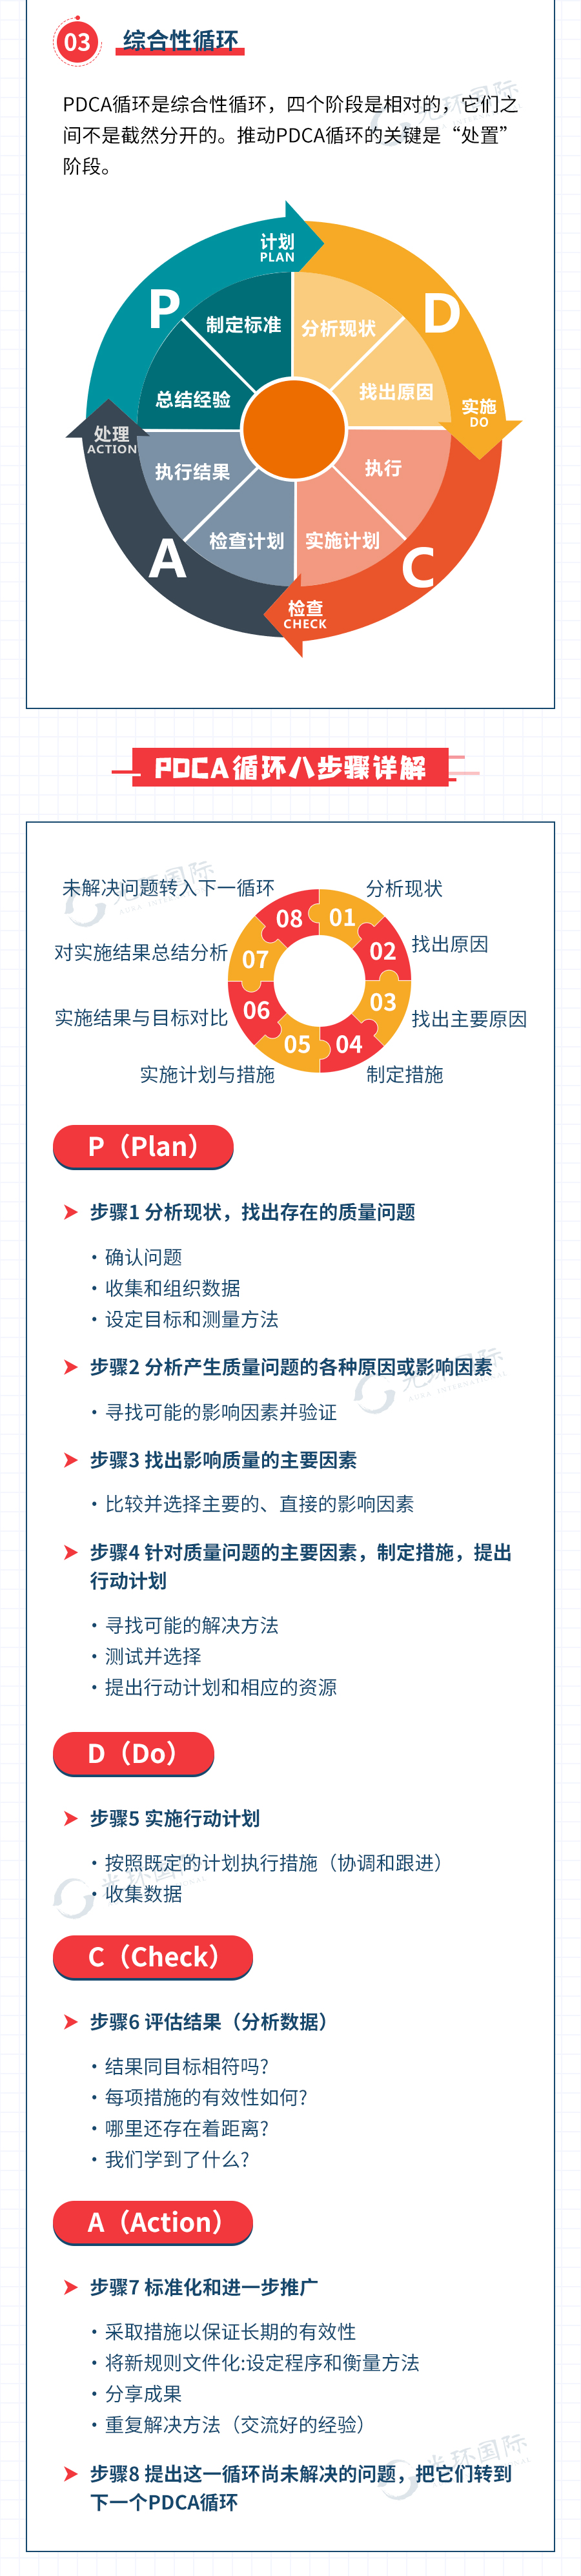 03 综合性循环
PDCA循环是综合性循环，四个阶段是相对的，它们之
间不是截然分开的。推动PDCA循环的关键是“处置”
阶段。
计划
PLAN
P
D
制定标准
分析现状
总结经验
找出原因
实施
DO
处理
ACTION
执行结果
执行
检查计划
实施计划
A
C
检查
CHECK
PDCA循环八步骤详解
未解决问题转入下一循环
分析现状
08
01
对实施结果总结分析
07
02
找出原因
实施结果与目标对比
06
03
找出主要原因
05
04
实施计划与措施
制定措施
P（Plan）
步骤1 分析现状，找出存在的质量问题
・确认问题
・收集和组织数据
・设定目标和测量方法
步骤2 分析产生质量问题的各种原因或影响因素
・寻找可能的影响因素并验证
步骤3 找出影响质量的主要因素
・比较并选择主要的、直接的影响因素
步骤4 针对质量问题的主要因素，制定措施，提出
行动计划
・寻找可能的解决方法
・测试并选择
・提出行动计划和相应的资源
D（Do）
步骤5 实施行动计划
・按照既定的计划执行措施（协调和跟进）
・收集数据
C（Check）
步骤6 评估结果（分析数据）
・结果同目标相符吗?
・每项措施的有效性如何?
・哪里还存在着距离?
・我们学到了什么?
A（Action）
步骤7 标准化和进一步推广
・采取措施以保证长期的有效性
・将新规则文件化:设定程序和衡量方法
・分享成果
・重复解决方法（交流好的经验）
步骤8 提出这一循环尚未解决的问题，把它们转到
下一个PDCA循环
光环国际
AURA INTERNATIONAL